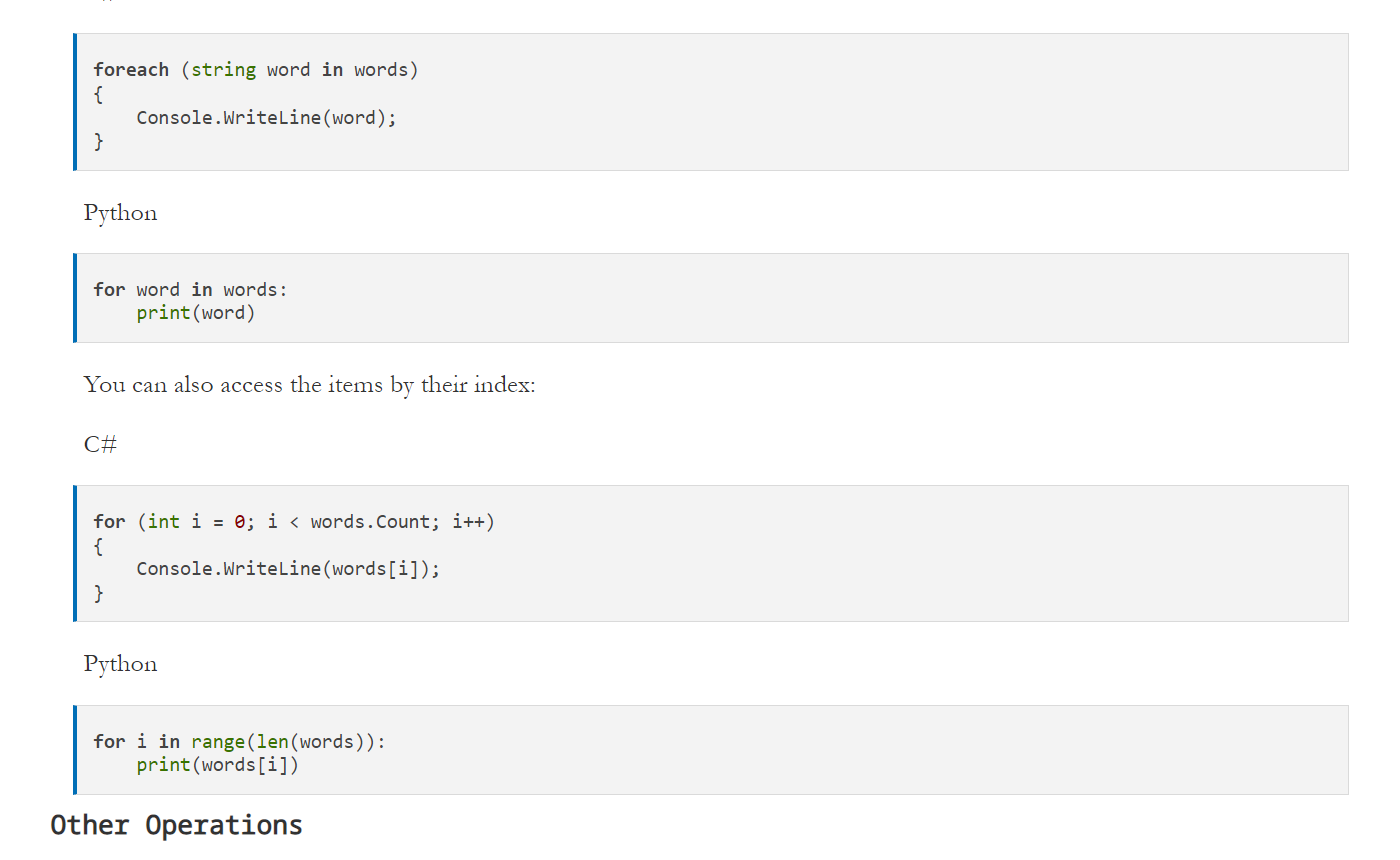 foreach (string word in words)
{
    Console.WriteLine(word);
}
Python
for word in words:
    print(word)
You can also access the items by their index:
C#
for (int i = 0; i < words.Count; i++)
{
    Console.WriteLine(words[i]);
}
Python
for i in range(len(words)):
    print(words[i])
Other Operations